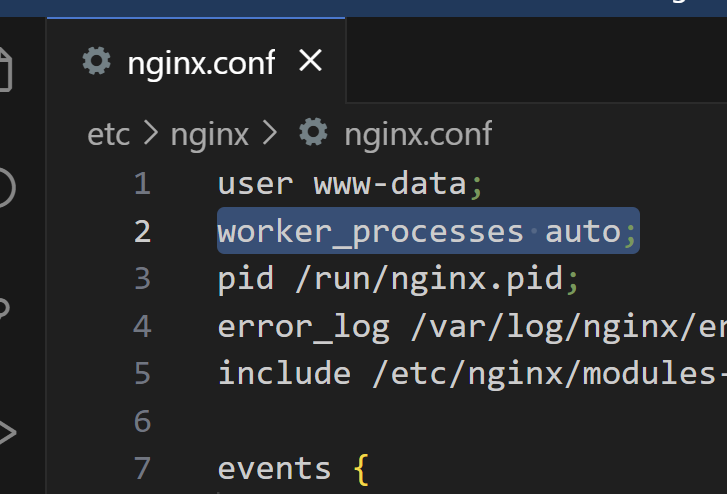 nginx.conf
etc > nginx > nginx.conf
1 user www-data;
2 worker_processes auto;
3 pid /run/nginx.pid;
4 error_log /var/log/nginx/er
5 include /etc/nginx/modules-
6
7 events {